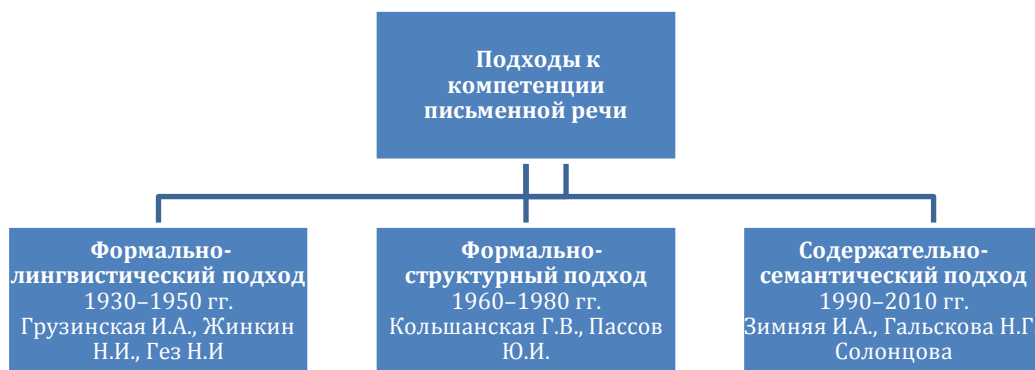 Подходы к
компетенции
письменной речи
Формально-
лингвистический подход
1930–1950 гг.
Грузинская И.А., Жинкин
Н.И., Гез Н.И
Формально-
структурный подход
1960–1980 гг.
Кольшанская Г.В., Пассов
Ю.И.
Содержательно-
семантический подход
1990–2010 гг.
Зимняя И.А., Гальскова Н.Г
Солонцова